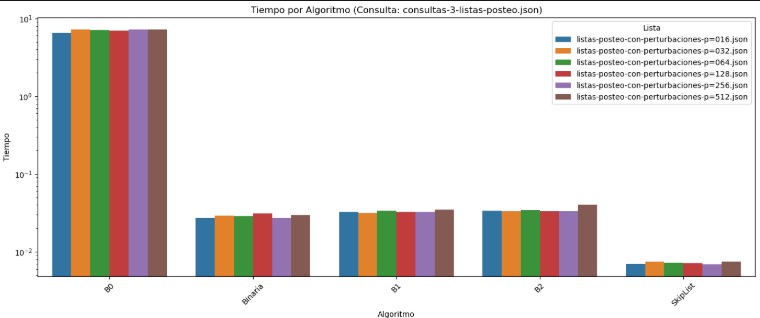 Tiempo por Algoritmo (Consulta: consultas-3-listas-posteo.json)
Lista
listas-posteo-con-perturbaciones-p=016.json
listas-posteo-con-perturbaciones-p=032.json
listas-posteo-con-perturbaciones-p=064.json
listas-posteo-con-perturbaciones-p=128.json
listas-posteo-con-perturbaciones-p=256.json
listas-posteo-con-perturbaciones-p=512.json
Tiempo
10¹
10⁰
10⁻¹
10⁻²
B0
Binaria
B1
B2
SkipList
Algoritmo